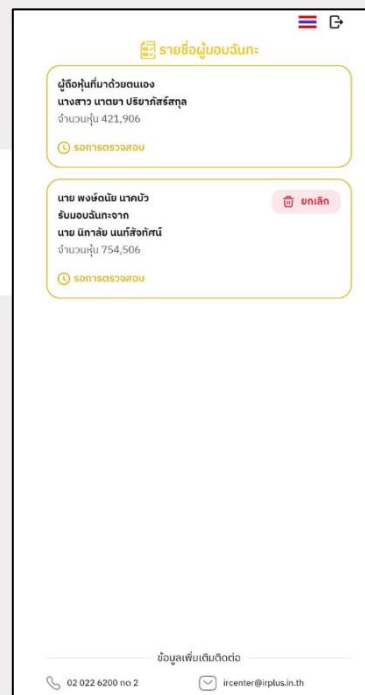 รายชื่อผู้มอบฉันทะ
ผู้ถือหุ้นที่มาด้วยตนเอง
นางสาว นาตยา ปริยาภัสร์สกุล
จำนวนหุ้น 421,906
รอการตรวจสอบ
นาย พงษ์ดนัย นาคบัว
ยกเลิก
รับมอบฉันทะจาก
นาย นิภาลัย นนท์สัจทัศน์
จำนวนหุ้น 754,506
รอการตรวจสอบ
ข้อมูลเพิ่มเติมติดต่อ
02 022 6200 กด 2
ircenter@irplus.in.th